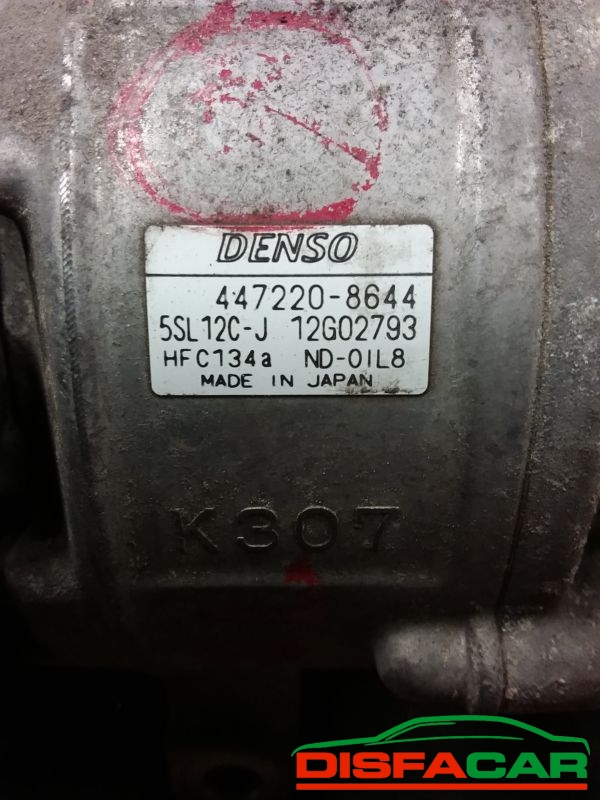 DENSO
447220-8644
5SL12C-J 12G02793
HFC134a ND-OIL8
MADE IN JAPAN
K307
DISFACAR